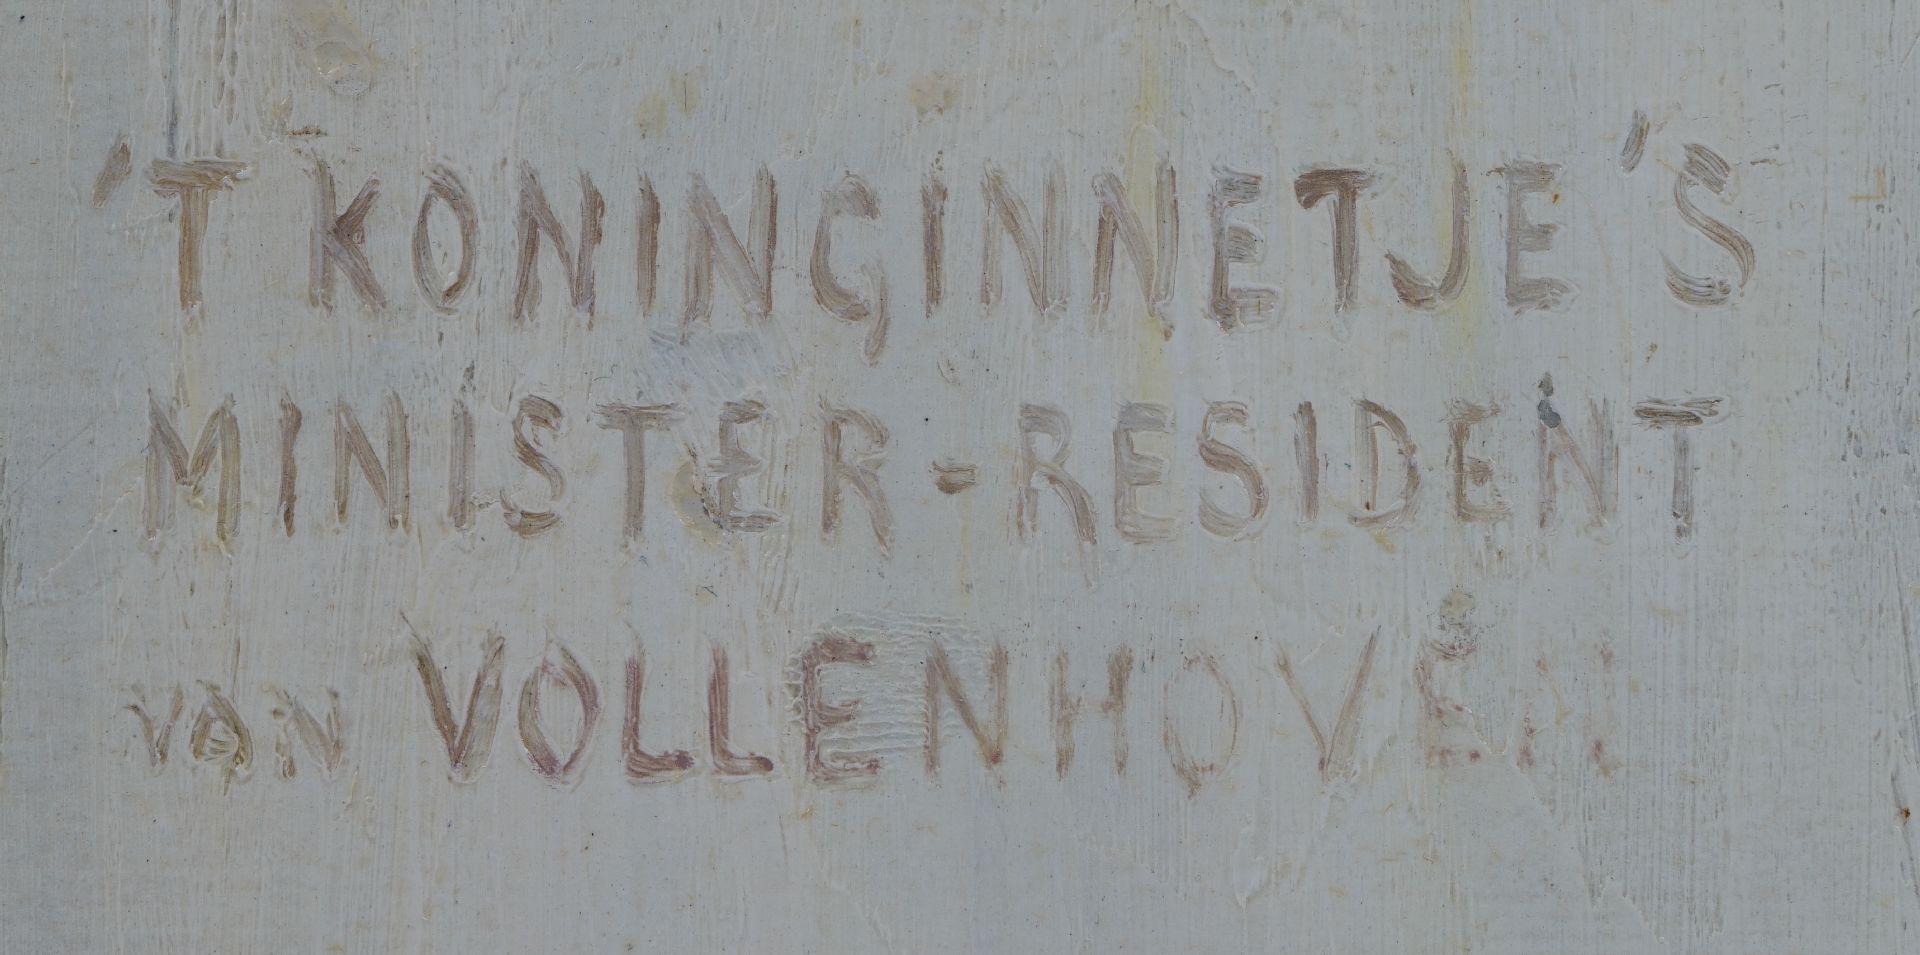 'T KONINGINNETJE'S
MINISTER-RESIDENT
van VOLLENHOVEN